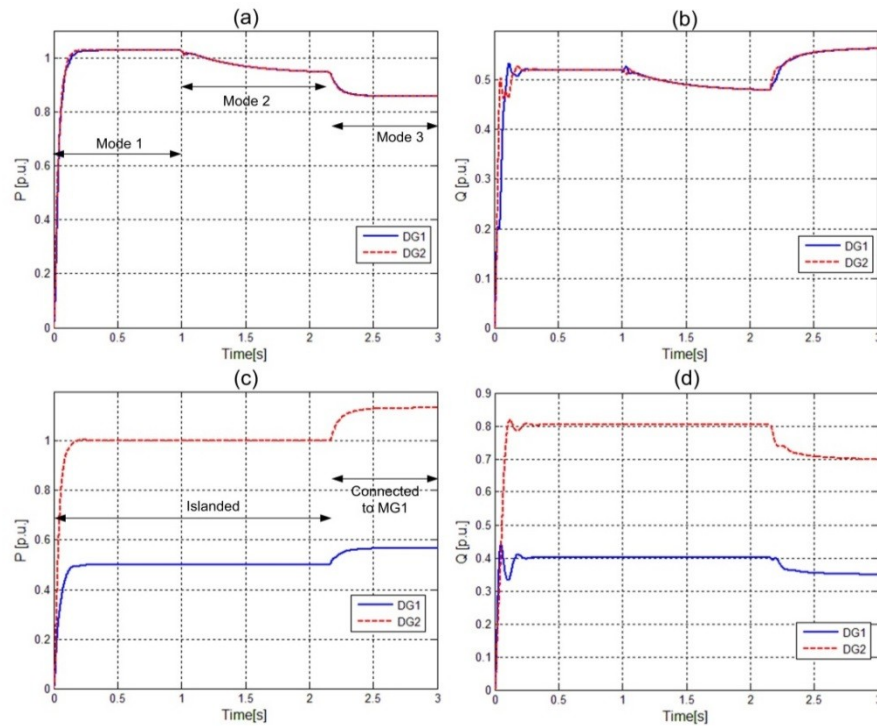 (a)
P [p.u.]
1
0.8
0.6
0.4
0.2
0
Mode 1
Mode 2
Mode 3
DG1
DG2
0 0.5 1 1.5 2 2.5 3
Time[s]
(b)
Q [p.u.]
0.5
0.4
0.3
0.2
0.1
0
DG1
DG2
0 0.5 1 1.5 2 2.5 3
Time[s]
(c)
P [p.u.]
1
0.8
0.6
0.4
0.2
0
Islanded
Connected
to MG1
DG1
DG2
0 0.5 1 1.5 2 2.5 3
Time[s]
(d)
Q [p.u.]
0.9
0.8
0.7
0.6
0.5
0.4
0.3
0.2
0.1
0
DG1
DG2
0 0.5 1 1.5 2 2.5 3
Time[s]